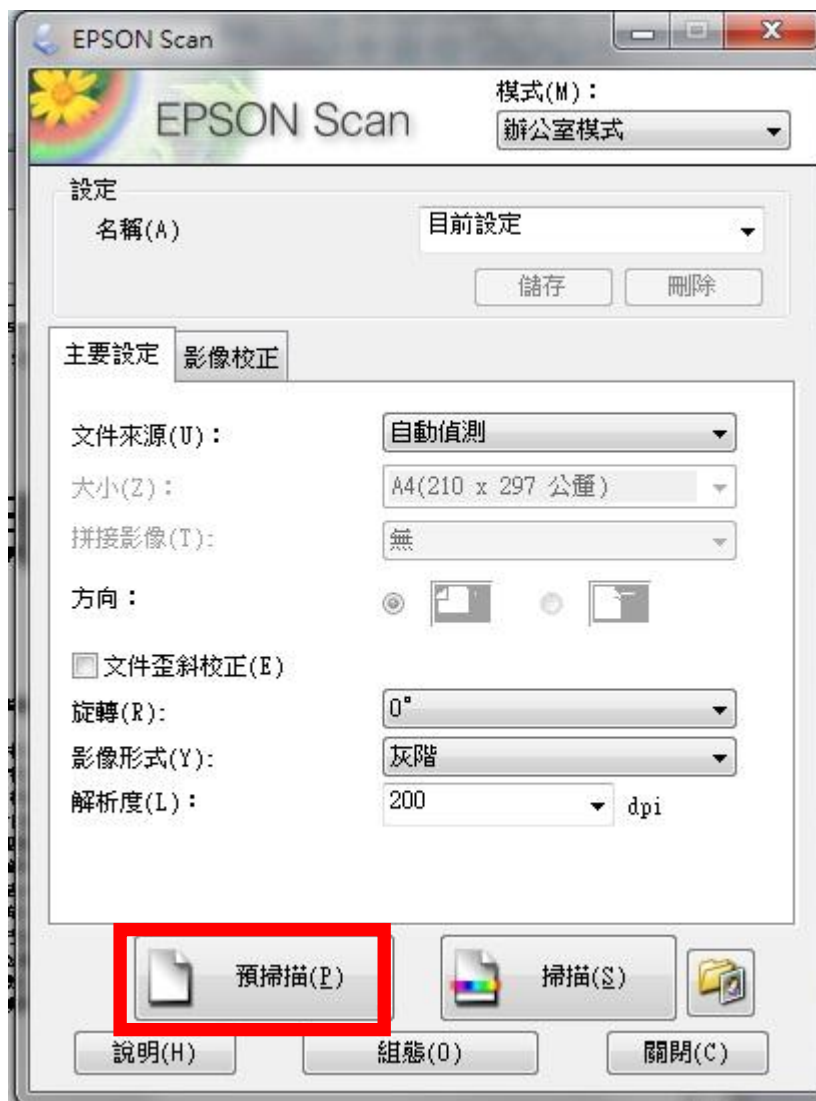 EPSON Scan
EPSON Scan
模式(M)：
辦公室模式
設定
名稱(A)
目前設定
儲存
刪除
主要設定
影像校正
文件來源(U)：
自動偵測
大小(Z)：
A4(210 x 297 公釐)
拼接影像(T):
無
方向：
文件歪斜校正(E)
旋轉(R):
0°
影像形式(Y):
灰階
解析度(L)：
200
dpi
預掃描(P)
掃描(S)
說明(H)
組態(O)
關閉(C)